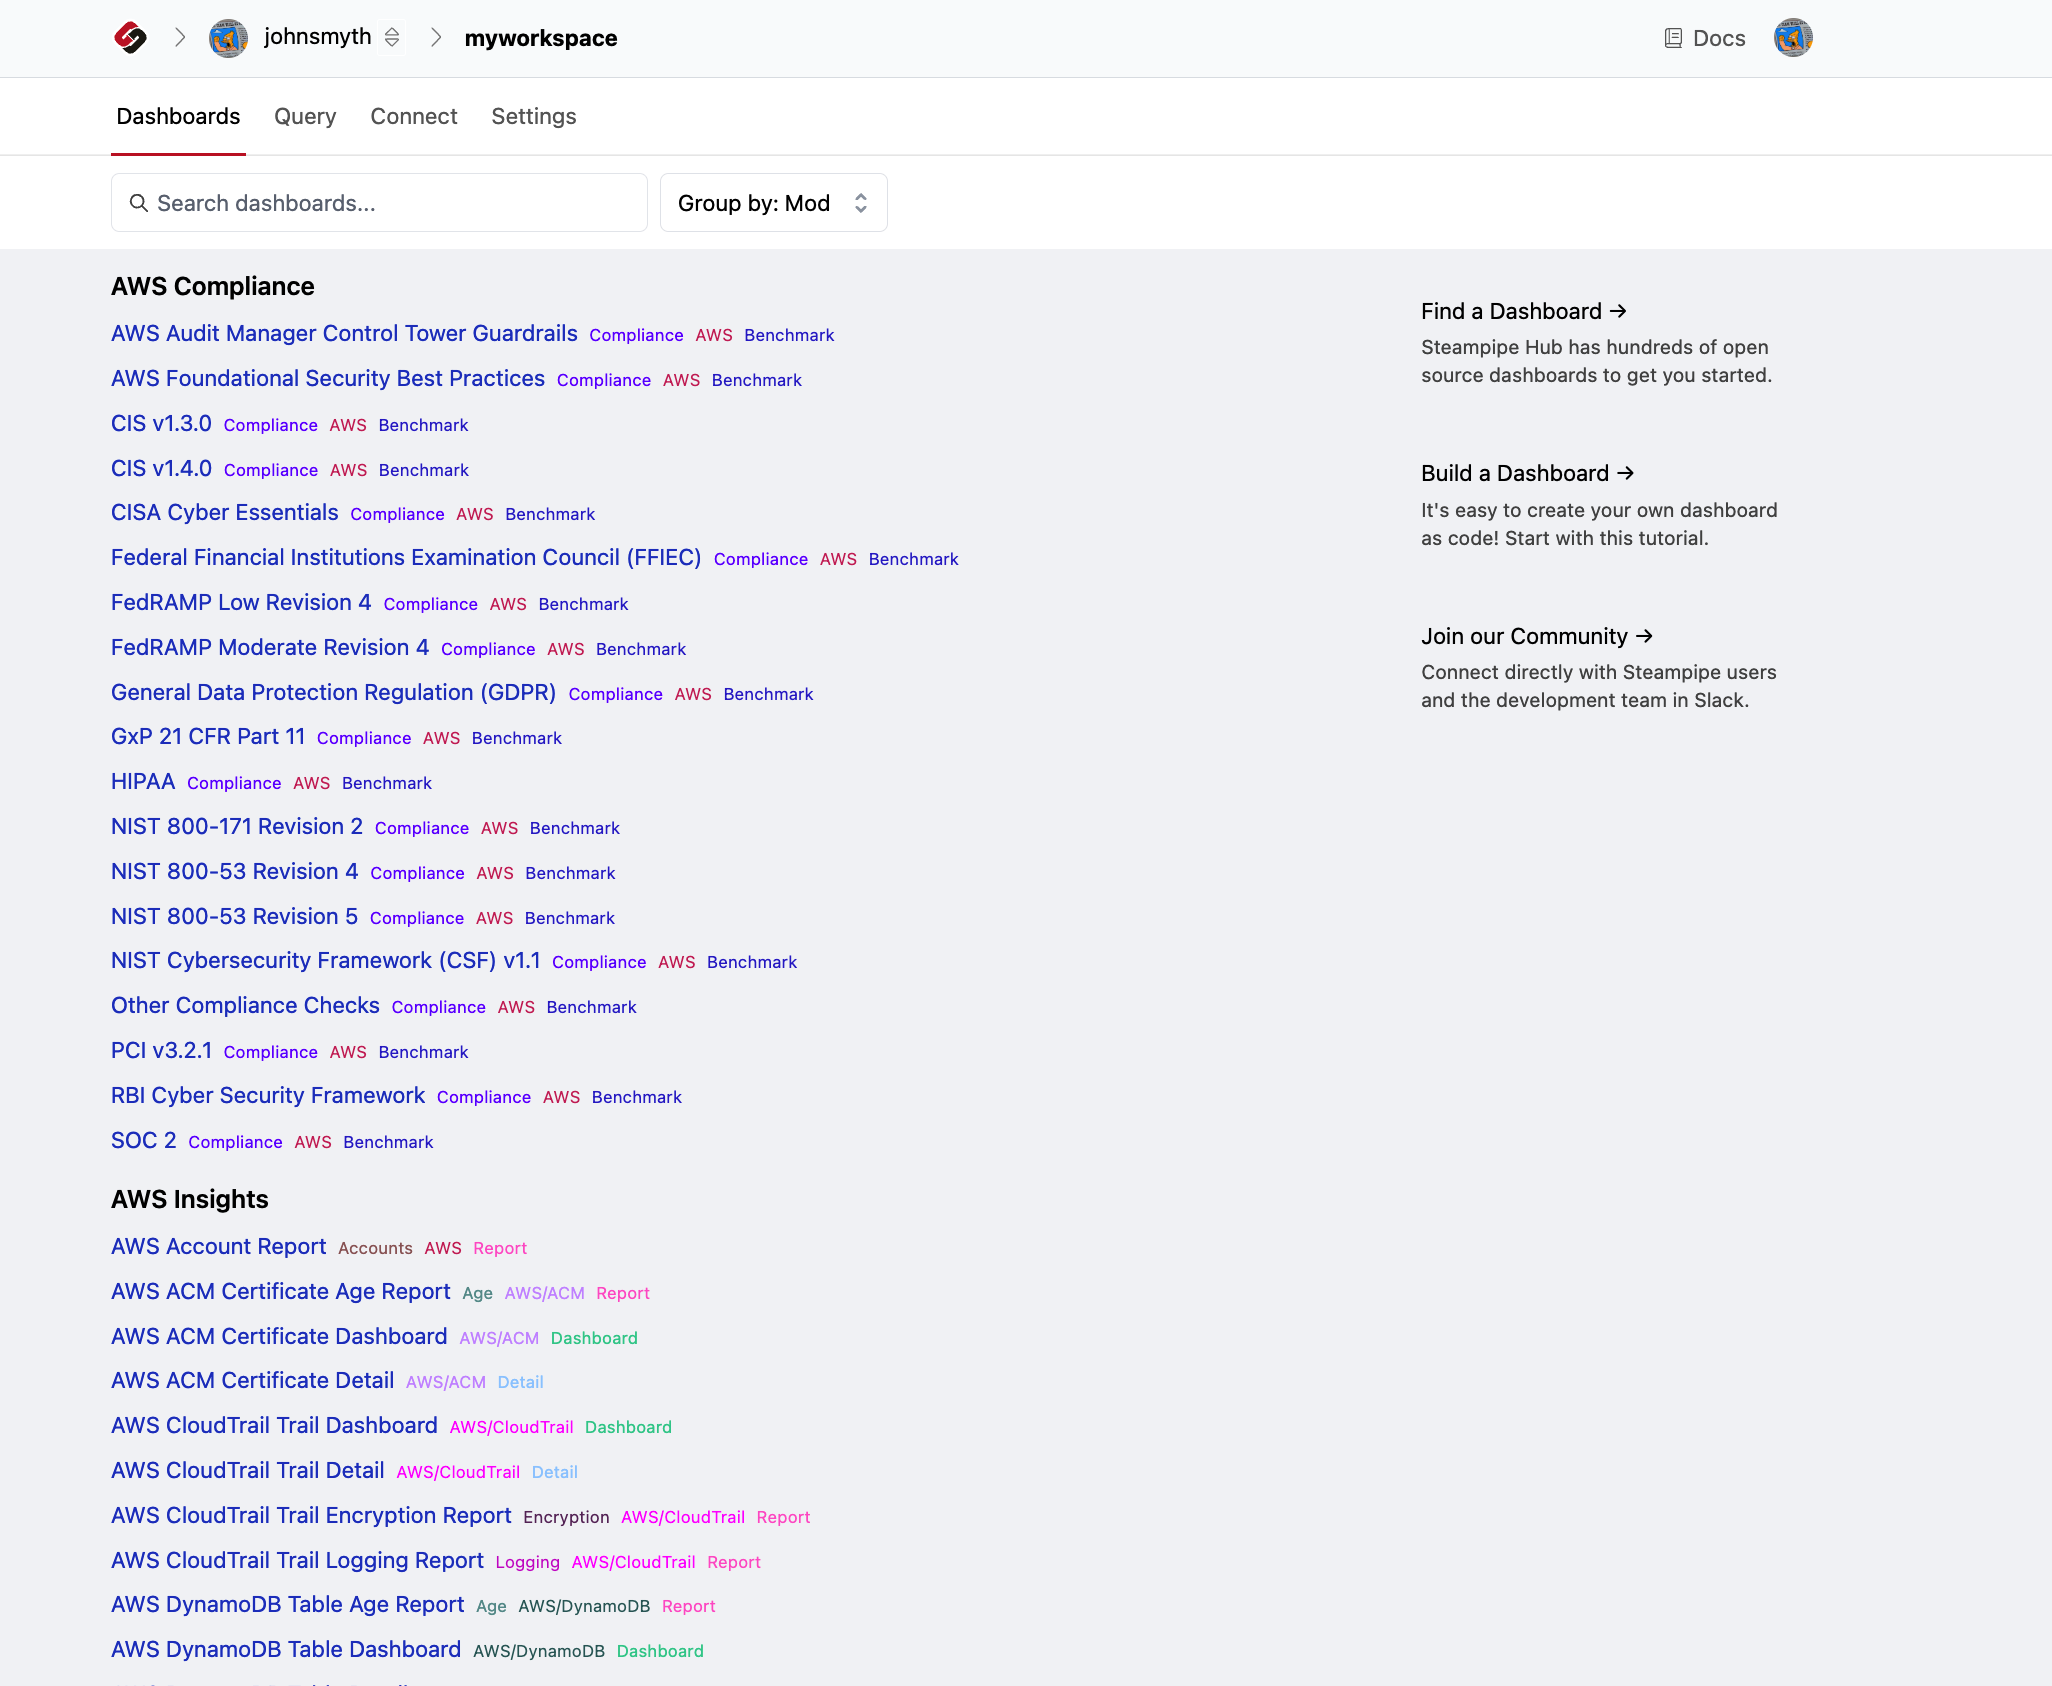 johnsmyth
myworkspace
Docs
Dashboards Query Connect Settings
Search dashboards...
Group by: Mod
AWS Compliance
AWS Audit Manager Control Tower Guardrails Compliance AWS Benchmark
AWS Foundational Security Best Practices Compliance AWS Benchmark
CIS v1.3.0 Compliance AWS Benchmark
CIS v1.4.0 Compliance AWS Benchmark
CISA Cyber Essentials Compliance AWS Benchmark
Federal Financial Institutions Examination Council (FFIEC) Compliance AWS Benchmark
FedRAMP Low Revision 4 Compliance AWS Benchmark
FedRAMP Moderate Revision 4 Compliance AWS Benchmark
General Data Protection Regulation (GDPR) Compliance AWS Benchmark
GxP 21 CFR Part 11 Compliance AWS Benchmark
HIPAA Compliance AWS Benchmark
NIST 800-171 Revision 2 Compliance AWS Benchmark
NIST 800-53 Revision 4 Compliance AWS Benchmark
NIST 800-53 Revision 5 Compliance AWS Benchmark
NIST Cybersecurity Framework (CSF) v1.1 Compliance AWS Benchmark
Other Compliance Checks Compliance AWS Benchmark
PCI v3.2.1 Compliance AWS Benchmark
RBI Cyber Security Framework Compliance AWS Benchmark
SOC 2 Compliance AWS Benchmark
AWS Insights
AWS Account Report Accounts AWS Report
AWS ACM Certificate Age Report Age AWS/ACM Report
AWS ACM Certificate Dashboard AWS/ACM Dashboard
AWS ACM Certificate Detail AWS/ACM Detail
AWS CloudTrail Trail Dashboard AWS/CloudTrail Dashboard
AWS CloudTrail Trail Detail AWS/CloudTrail Detail
AWS CloudTrail Trail Encryption Report Encryption AWS/CloudTrail Report
AWS CloudTrail Trail Logging Report Logging AWS/CloudTrail Report
AWS DynamoDB Table Age Report Age AWS/DynamoDB Report
AWS DynamoDB Table Dashboard AWS/DynamoDB Dashboard
Find a Dashboard →
Steampipe Hub has hundreds of open
source dashboards to get you started.
Build a Dashboard →
It's easy to create your own dashboard
as code! Start with this tutorial.
Join our Community →
Connect directly with Steampipe users
and the development team in Slack.